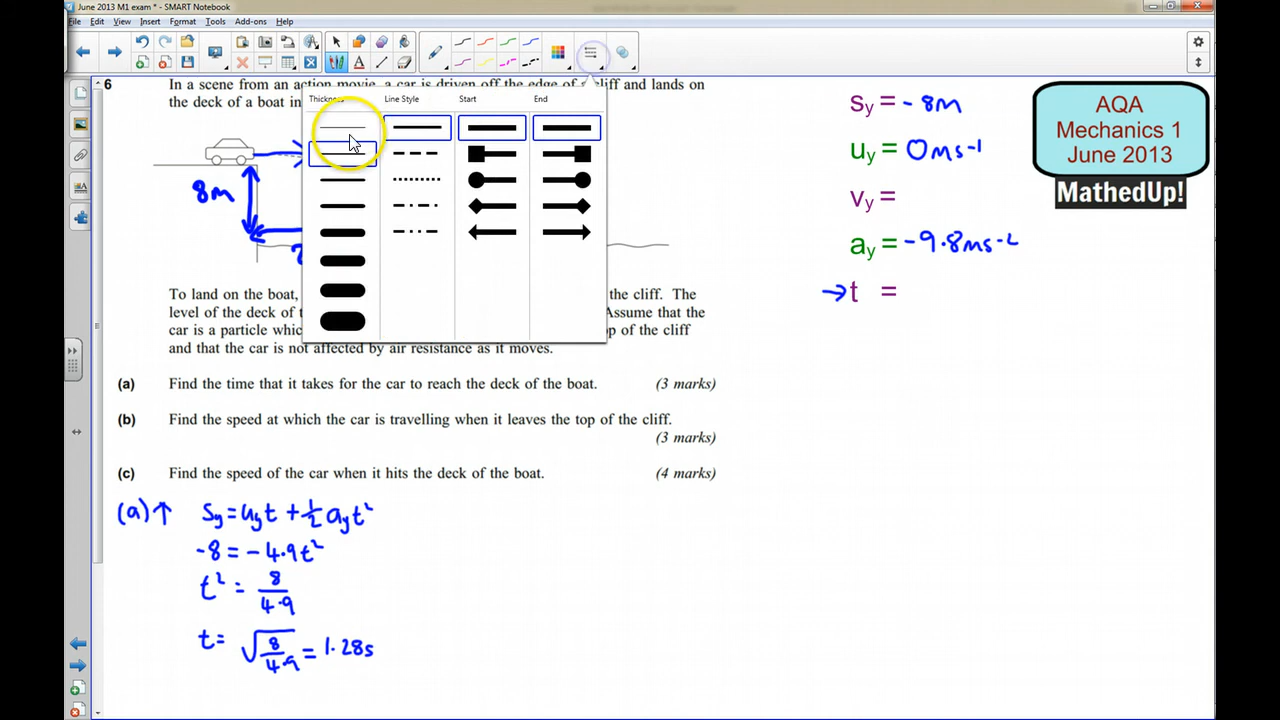 June 2013 M1 exam * - SMART Notebook
File Edit View Insert Format Tools Add-ons Help
6 In a scene from an action movie, a car is driven off the edge of a cliff and lands on
the deck of a boat in
Thickness Line Style Start End
8m
To land on the boat, the cliff. The
level of the deck of t Assume that the
car is a particle whic op of the cliff
and that the car is not affected by air resistance as it moves.
(a) Find the time that it takes for the car to reach the deck of the boat. (3 marks)
(b) Find the speed at which the car is travelling when it leaves the top of the cliff.
(3 marks)
(c) Find the speed of the car when it hits the deck of the boat. (4 marks)
(a)↑ Sy = uyt + ½ayt²
-8 = -4.9t²
t² = 8/4.9
t = √8/4.9 = 1.28s
sy = -8m
uy = 0ms-1
vy =
ay = -9.8ms-2
→t =
AQA
Mechanics 1
June 2013
MathedUp!